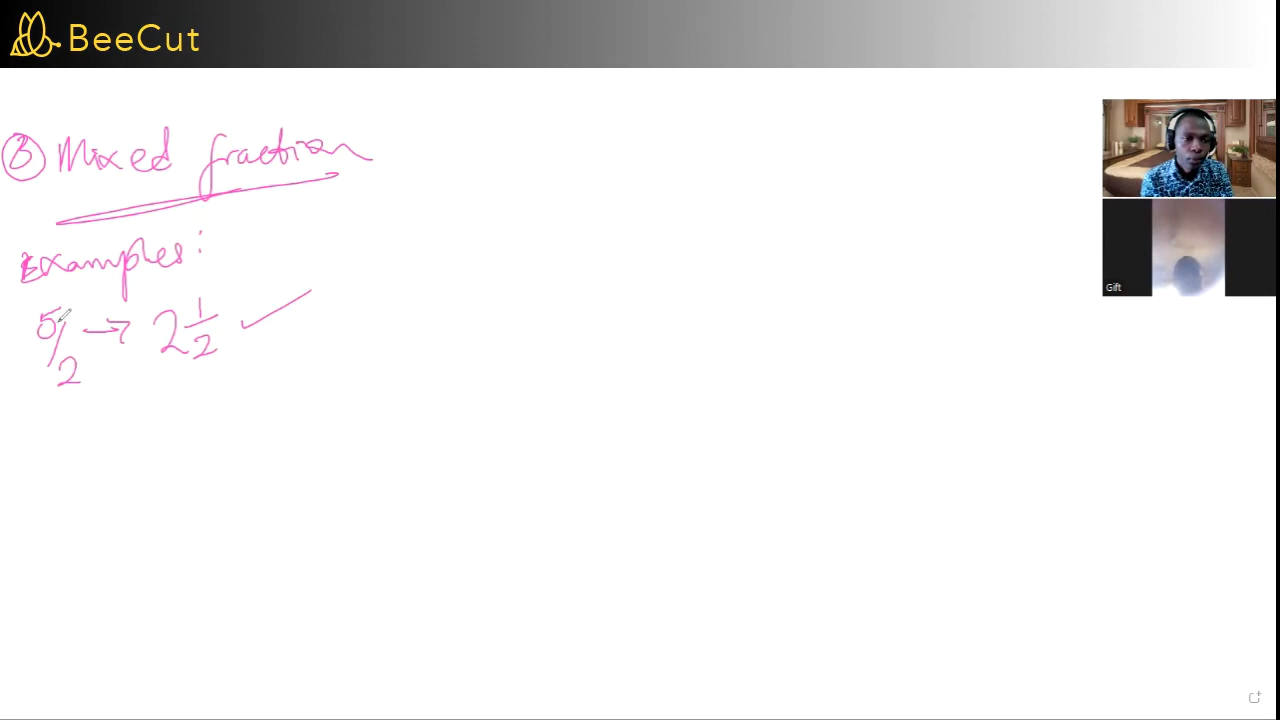 BeeCut
③ Mixed fraction
Examples:
5/2 → 2 1/2 ✓
Gift